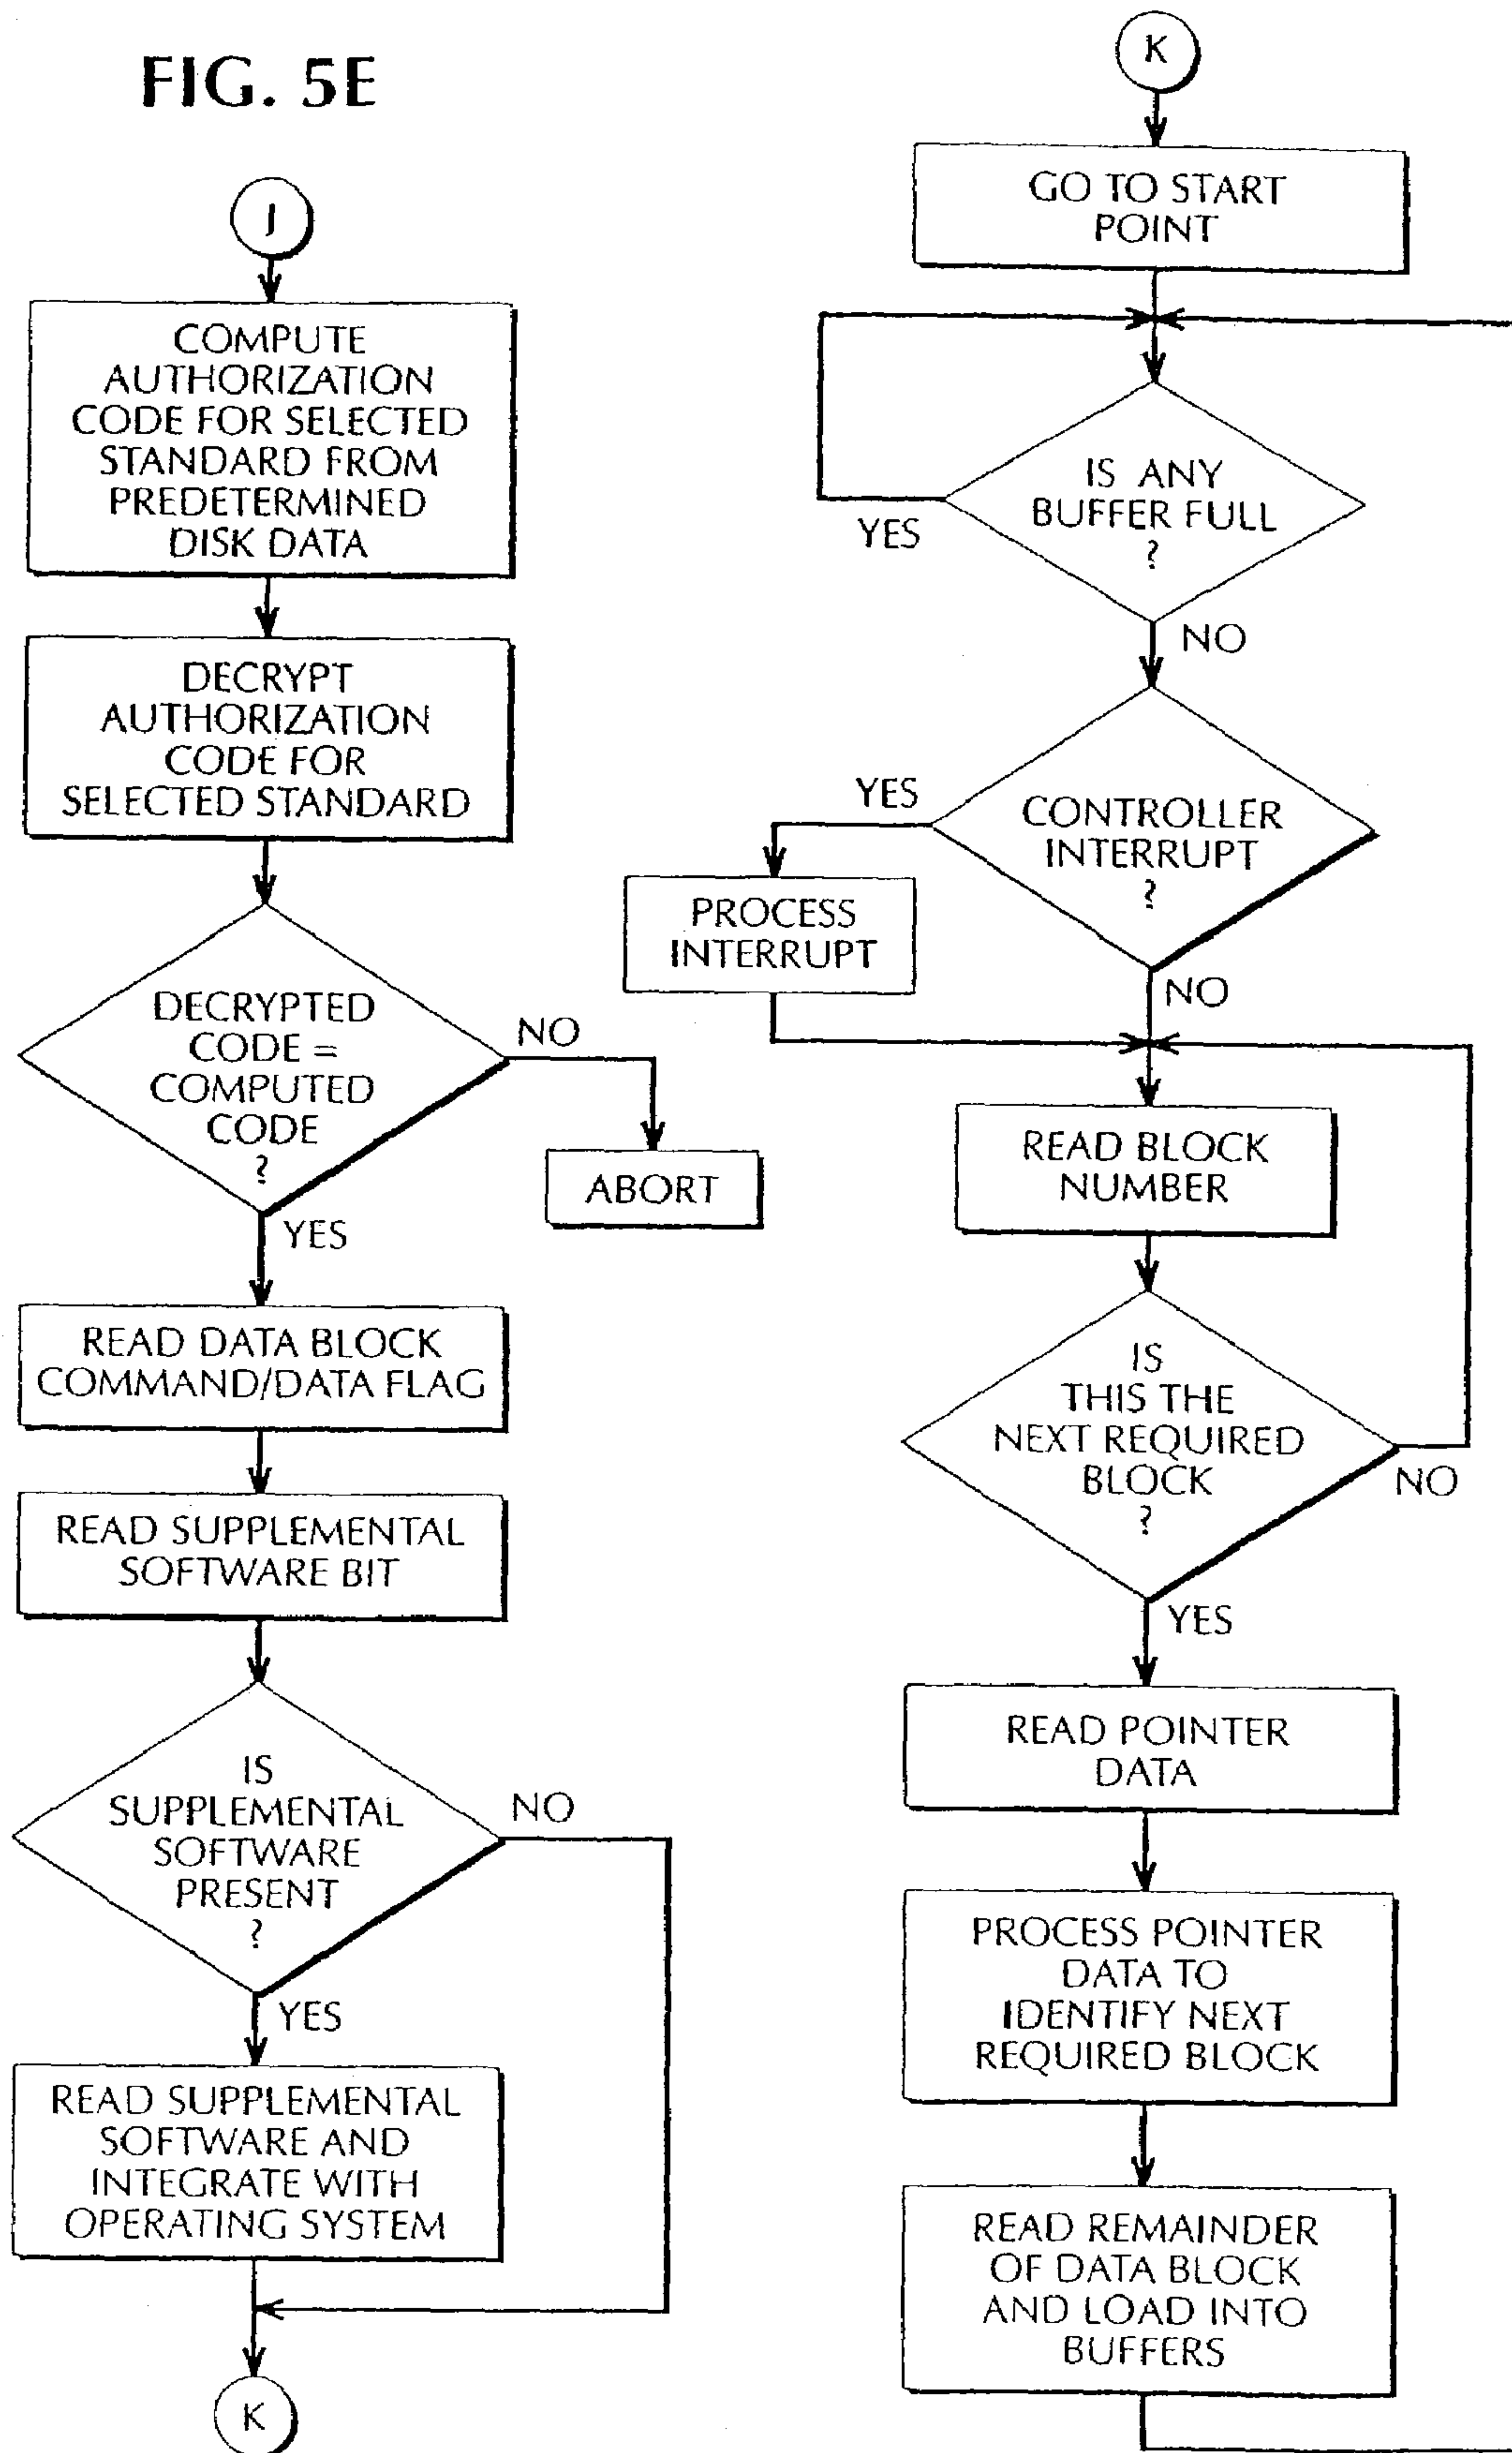 FIG. 5E
J
COMPUTE
AUTHORIZATION
CODE FOR SELECTED
STANDARD FROM
PREDETERMINED
DISK DATA
DECRYPT
AUTHORIZATION
CODE FOR
SELECTED STANDARD
DECRYPTED
CODE =
COMPUTED
CODE
?
NO
ABORT
YES
READ DATA BLOCK
COMMAND/DATA FLAG
READ SUPPLEMENTAL
SOFTWARE BIT
IS
SUPPLEMENTAL
SOFTWARE
PRESENT
?
NO
YES
READ SUPPLEMENTAL
SOFTWARE AND
INTEGRATE WITH
OPERATING SYSTEM
K
K
GO TO START
POINT
IS ANY
BUFFER FULL
?
YES
NO
CONTROLLER
INTERRUPT
?
YES
PROCESS
INTERRUPT
NO
READ BLOCK
NUMBER
IS
THIS THE
NEXT REQUIRED
BLOCK
?
NO
YES
READ POINTER
DATA
PROCESS POINTER
DATA TO
IDENTIFY NEXT
REQUIRED BLOCK
READ REMAINDER
OF DATA BLOCK
AND LOAD INTO
BUFFERS